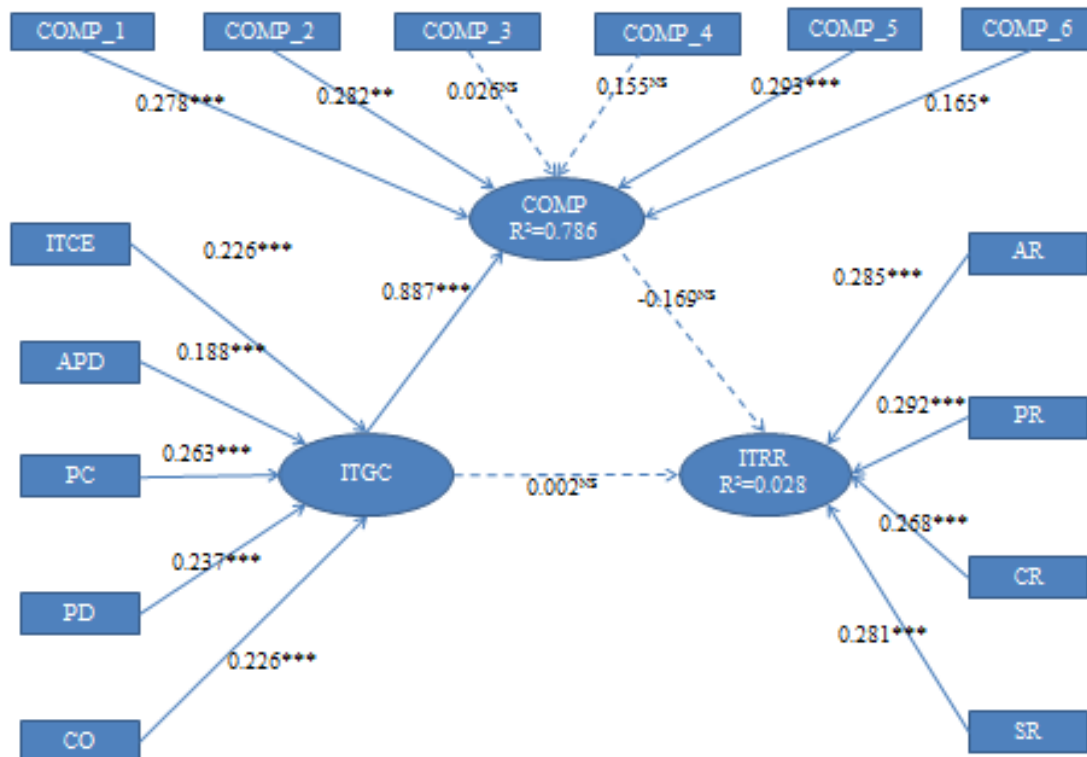 COMP_1
COMP_2
COMP_3
COMP_4
COMP_5
COMP_6
0.278***
0.282**
0.026ᴺˢ
0.155ᴺˢ
0.293***
0.165*
COMP
R²=0.786
ITCE
0.226***
0.887***
-0.169ᴺˢ
0.285***
AR
APD
0.188***
0.292***
PR
PC
0.263***
ITGC
0.002ᴺˢ
ITRR
R²=0.028
0.268***
CR
PD
0.237***
0.281***
CO
0.226***
SR